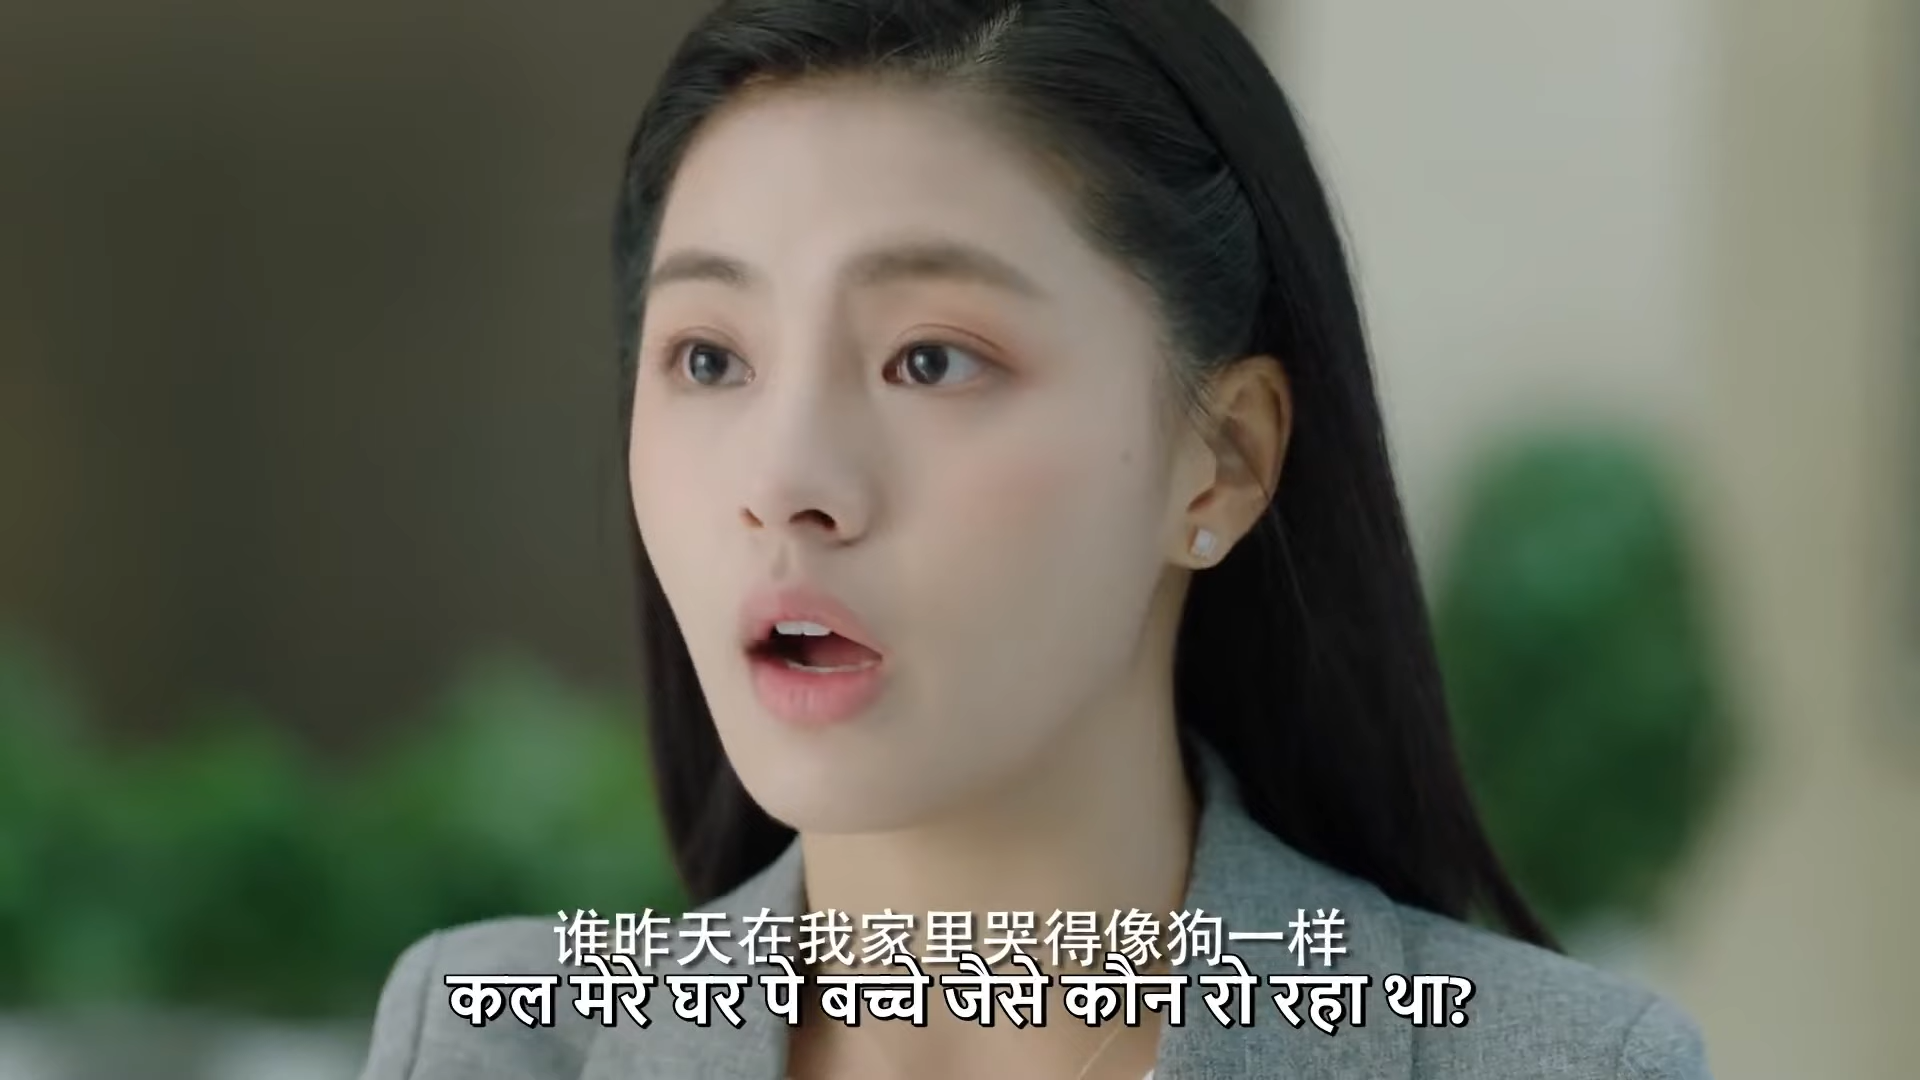 谁昨天在我家里哭得像狗一样
कल मेरे घर पे बच्चे जैसे कौन रो रहा था?